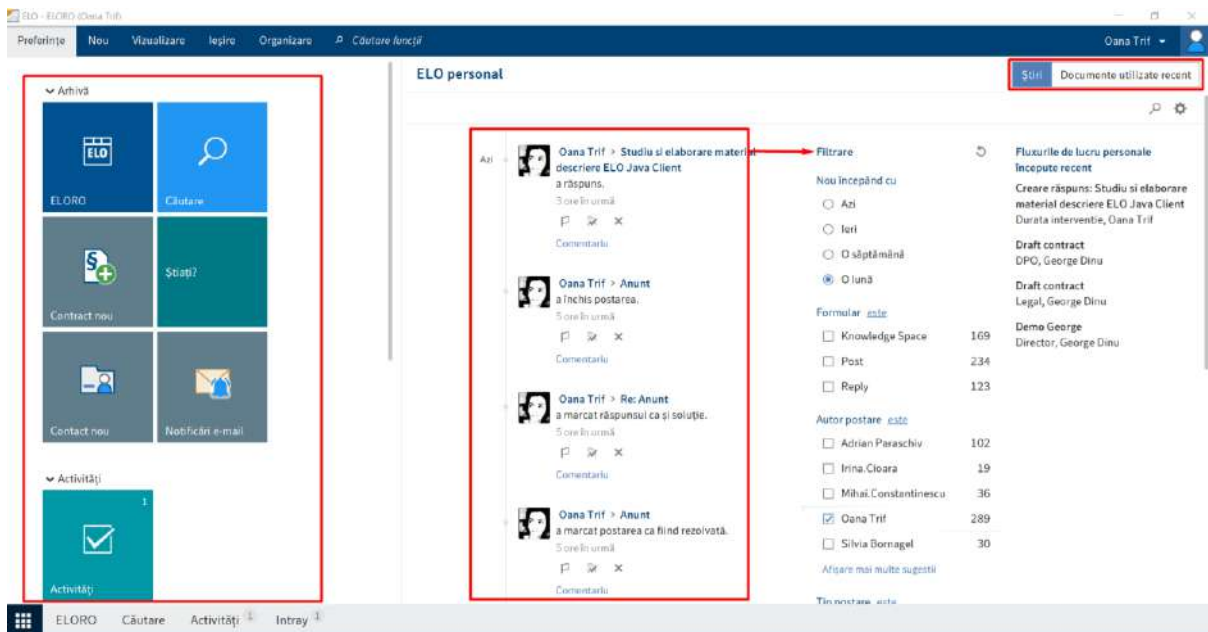 ELO - ELORO (Oana Trif)
Preferințe Nou Vizualizare Ieșire Organizare Căutare funcții Oana Trif
Arhivă
ELORO
Căutare
Contract nou
Știați?
Contact nou
Notificări e-mail
Activități
1
Activități
ELO personal
Știri Documente utilizate recent
Azi
Oana Trif > Studiu si elaborare material
descriere ELO Java Client
a răspuns.
5 ore în urmă
Comentariu
Oana Trif > Anunt
a închis postarea.
5 ore în urmă
Comentariu
Oana Trif > Re: Anunt
a marcat răspunsul ca și soluție.
5 ore în urmă
Comentariu
Oana Trif > Anunt
a marcat postarea ca fiind rezolvată.
5 ore în urmă
Comentariu
Filtrare
Nou începând cu
Azi
Ieri
O săptămână
O lună
Formular este
Knowledge Space 169
Post 234
Reply 123
Autor postare este
Adrian Paraschiv 102
Irina.Cioara 19
Mihai.Constantinescu 36
Oana Trif 289
Silvia Bornagel 30
Afișare mai multe sugestii
Tip postare este
Fluxurile de lucru personale
începute recent
Creare răspuns: Studiu si elaborare
material descriere ELO Java Client
Durata interventie, Oana Trif
Draft contract
DPO, George Dinu
Draft contract
Legal, George Dinu
Demo George
Director, George Dinu
ELORO Căutare Activități 1 Intray 1